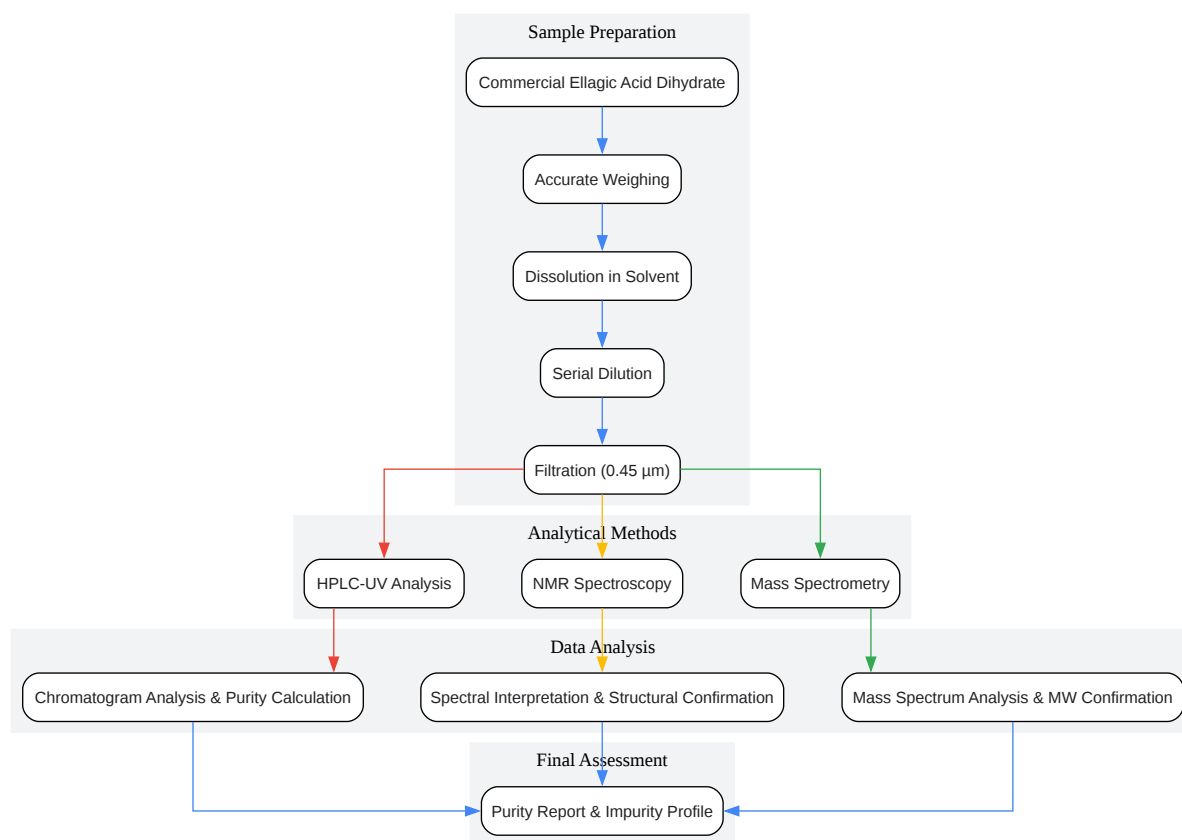 Sample Preparation
Commercial Ellagic Acid Dihydrate
Accurate Weighing
Dissolution in Solvent
Serial Dilution
Filtration (0.45 µm)
Analytical Methods
HPLC-UV Analysis
NMR Spectroscopy
Mass Spectrometry
Data Analysis
Chromatogram Analysis & Purity Calculation
Spectral Interpretation & Structural Confirmation
Mass Spectrum Analysis & MW Confirmation
Final Assessment
Purity Report & Impurity Profile